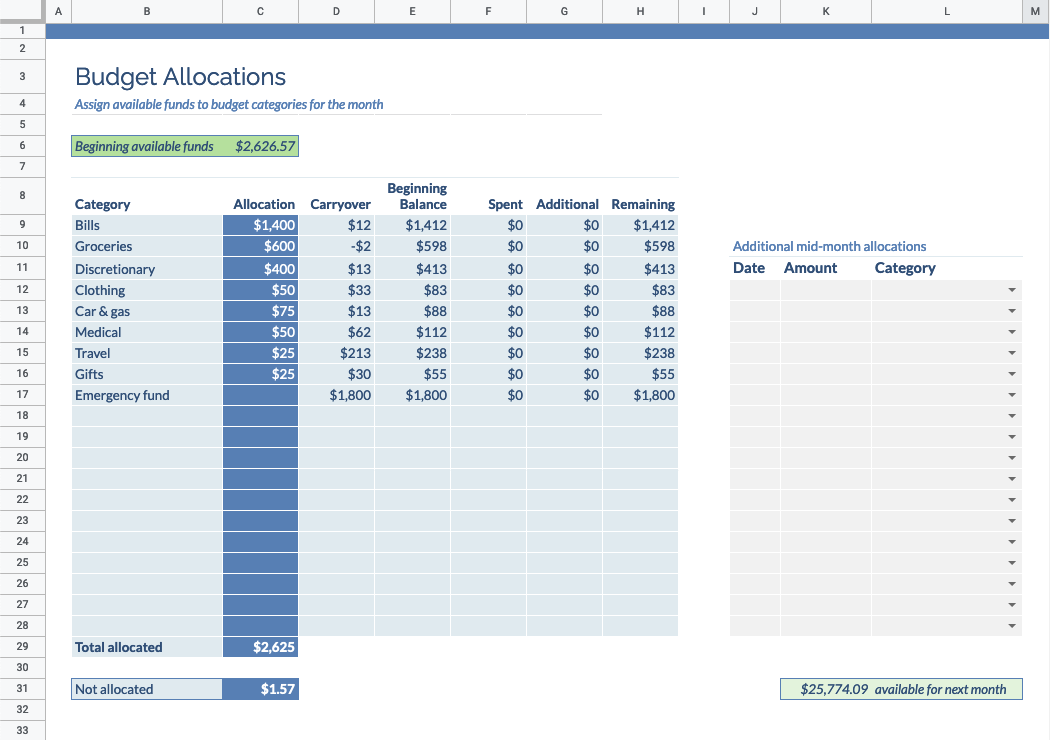 A B C D E F G H I J K L M
1
2
3 Budget Allocations
4 Assign available funds to budget categories for the month
5
6 Beginning available funds $2,626.57
7
8 Category Allocation Carryover Beginning Balance Spent Additional Remaining
9 Bills $1,400 $12 $1,412 $0 $0 $1,412
10 Groceries $600 -$2 $598 $0 $0 $598 Additional mid-month allocations
11 Discretionary $400 $13 $413 $0 $0 $413 Date Amount Category
12 Clothing $50 $33 $83 $0 $0 $83
13 Car & gas $75 $13 $88 $0 $0 $88
14 Medical $50 $62 $112 $0 $0 $112
15 Travel $25 $213 $238 $0 $0 $238
16 Gifts $25 $30 $55 $0 $0 $55
17 Emergency fund $1,800 $1,800 $0 $0 $1,800
18
19
20
21
22
23
24
25
26
27
28
29 Total allocated $2,625
30
31 Not allocated $1.57 $25,774.09 available for next month
32
33